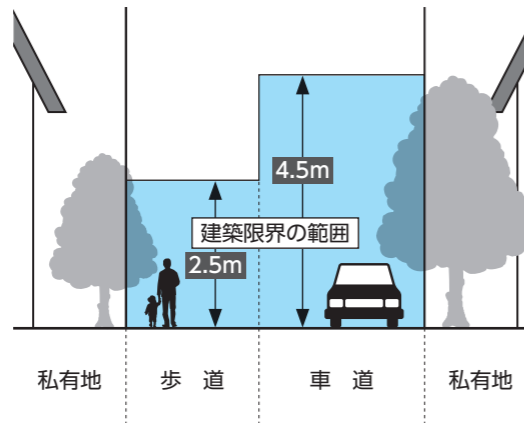 4.5m
建築限界の範囲
2.5m
私有地
歩 道
車 道
私有地